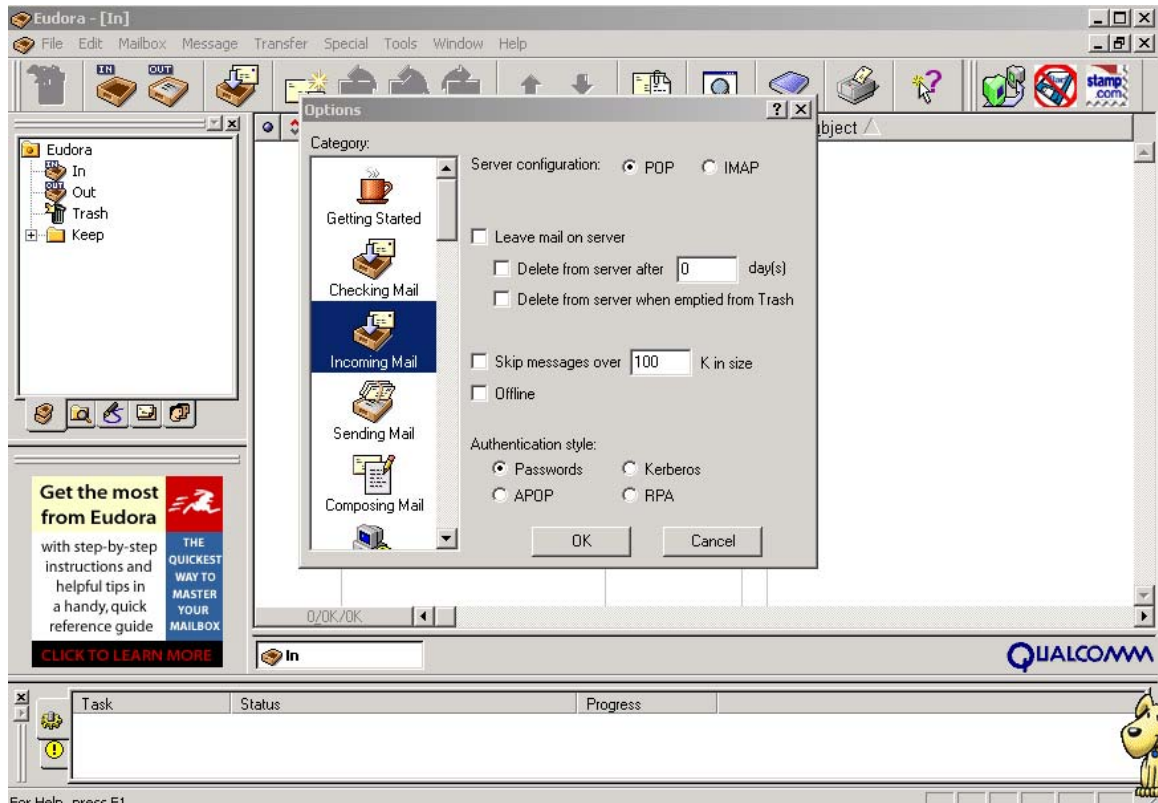 Eudora - [In]
File Edit Mailbox Message Transfer Special Tools Window Help
IN OUT
stamps
.com
Options
Category:
Getting Started
Checking Mail
Incoming Mail
Sending Mail
Composing Mail
Server configuration: POP IMAP
Leave mail on server
Delete from server after 0 day(s)
Delete from server when emptied from Trash
Skip messages over 100 K in size
Offline
Authentication style:
Passwords Kerberos
APOP RPA
OK Cancel
Eudora
In
Out
Trash
Keep
Get the most
from Eudora
with step-by-step
instructions and
helpful tips in
a handy, quick
reference guide
THE
QUICKEST
WAY TO
MASTER
YOUR
MAILBOX
CLICK TO LEARN MORE
0/0K/0K
In
QUALCOMM
Task Status Progress
For Help, press F1